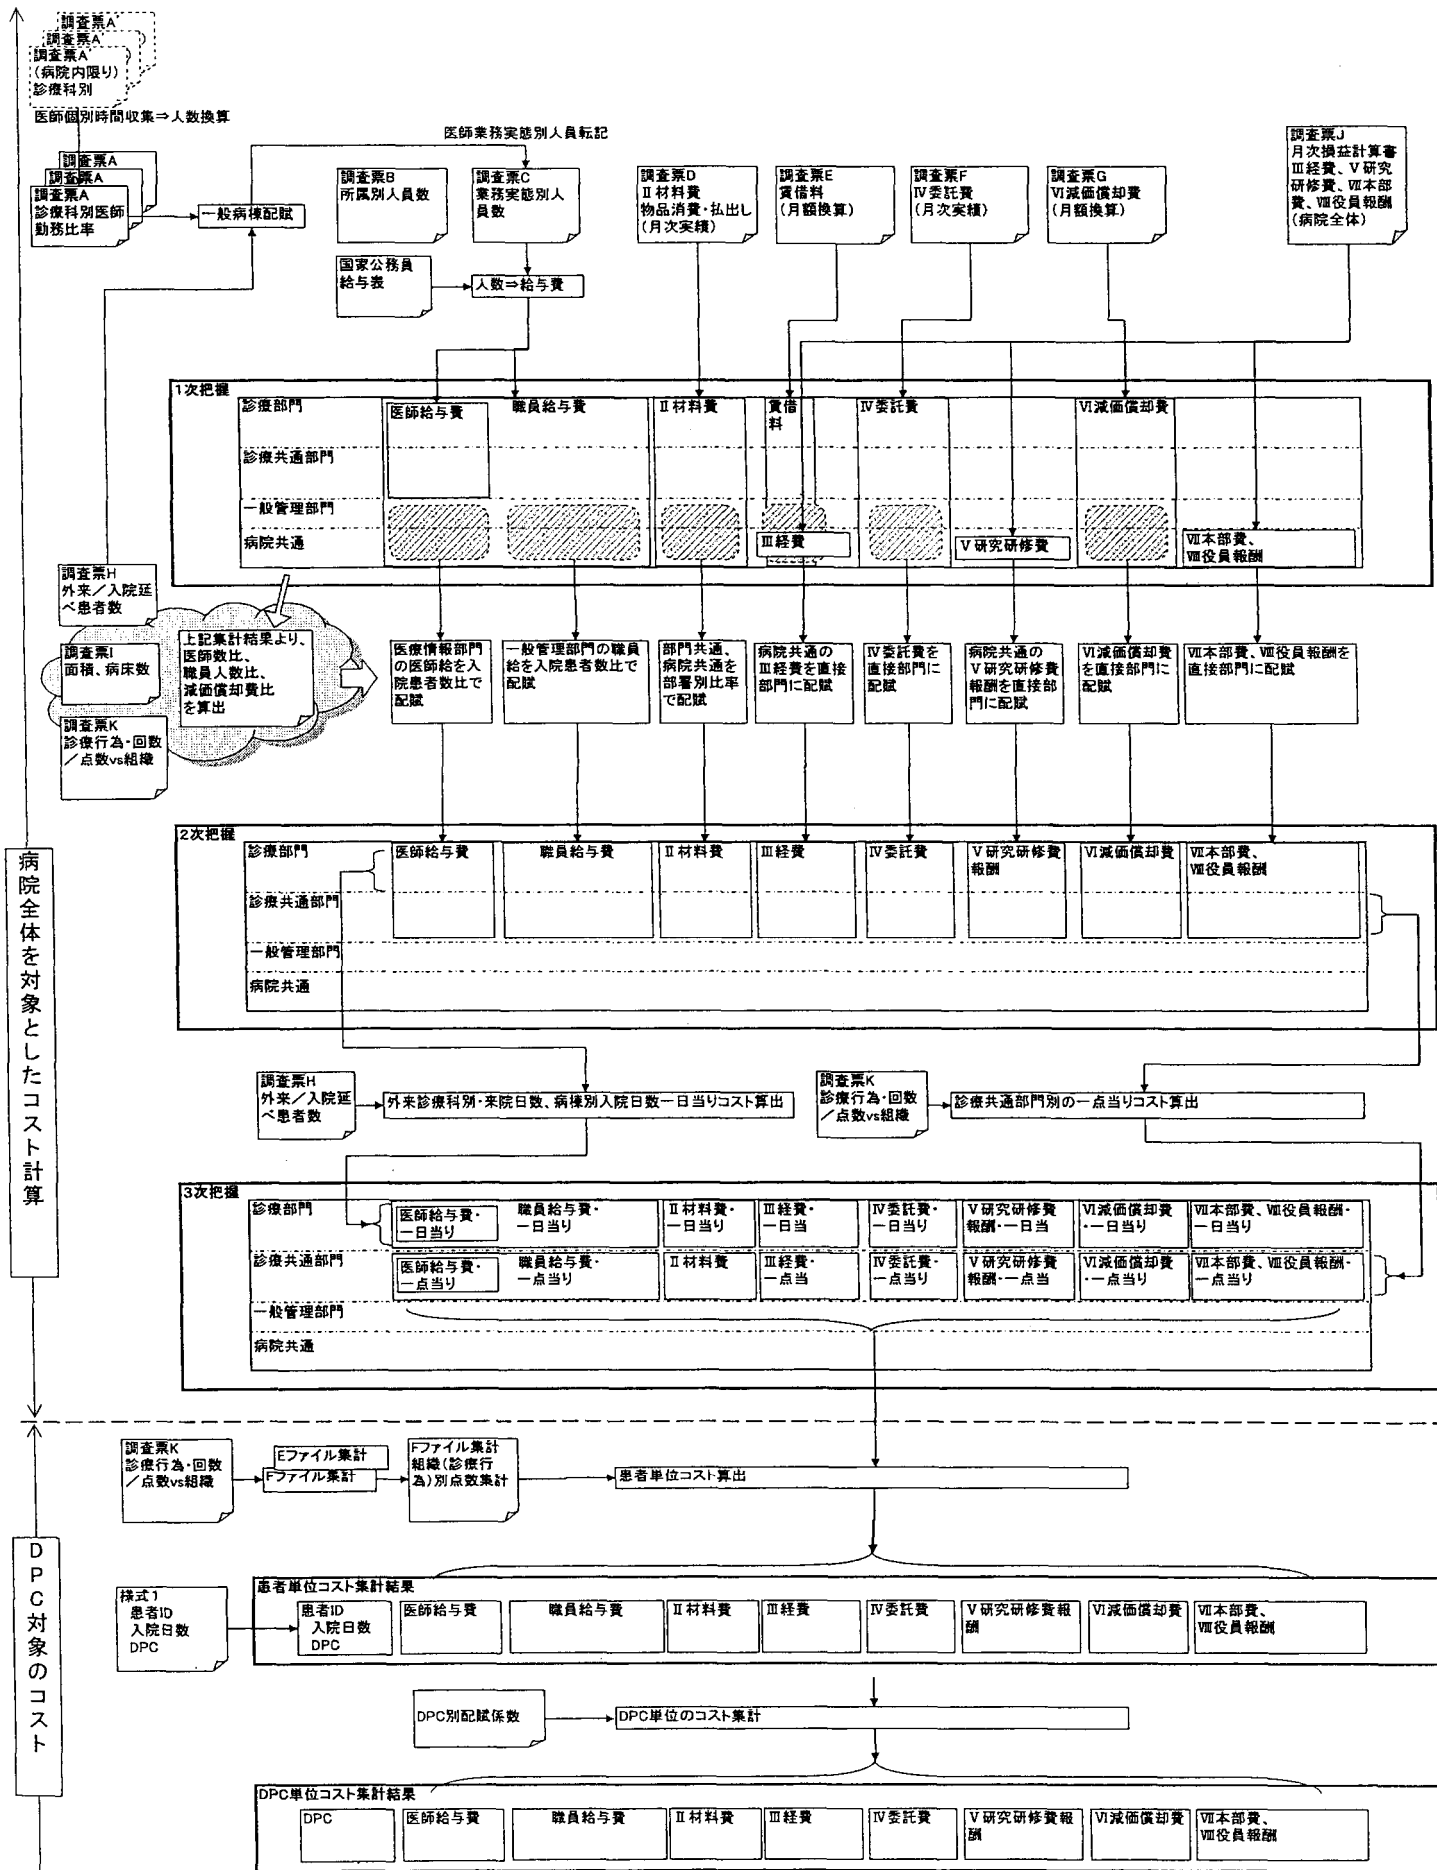 調査票A'
調査票A'
調査票A'
(病院内限り)
診療科別
医師個別時間収集⇒人数換算
調査票A
調査票A
調査票A
診療科別医師
勤務比率
一般病棟配賦
医師業務実態別人員転記
調査票B
所属別人員数
調査票C
業務実態別人
員数
国家公務員
給与表
人数⇒給与費
調査票D
Ⅱ材料費
物品消費・払出し
(月次実績)
調査票E
賃借料
(月額換算)
調査票F
Ⅳ委託費
(月次実績)
調査票G
Ⅵ減価償却費
(月額換算)
調査票J
月次損益計算書
Ⅲ経費、Ⅴ研究
研修費、Ⅶ本部
費、Ⅷ役員報酬
(病院全体)
1次把握
診療部門
診療共通部門
一般管理部門
病院共通
医師給与費
職員給与費
Ⅱ材料費
賃借
料
Ⅳ委託費
Ⅵ減価償却費
Ⅲ経費
Ⅴ研究研修費
Ⅶ本部費、
Ⅷ役員報酬
調査票H
外来/入院延
べ患者数
調査票I
面積、病床数
調査票K
診療行為・回数
/点数vs組織
上記集計結果より、
医師数比、
職員人数比、
減価償却費比
を算出
医療情報部門
の医師給を入
院患者数比で
配賦
一般管理部門の職員
給を入院患者数比で
配賦
部門共通、
病院共通を
部署別比率
で配賦
病院共通の
Ⅲ経費を直接
部門に配賦
Ⅳ委託費を
直接部門に
配賦
病院共通の
Ⅴ研究研修費
報酬を直接部
門に配賦
Ⅵ減価償却費
を直接部門に
配賦
Ⅶ本部費、Ⅷ役員報酬を
直接部門に配賦
2次把握
診療部門
診療共通部門
一般管理部門
病院共通
医師給与費
職員給与費
Ⅱ材料費
Ⅲ経費
Ⅳ委託費
Ⅴ研究研修費
報酬
Ⅵ減価償却費
Ⅶ本部費、
Ⅷ役員報酬
病院全体を対象としたコスト計算
調査票H
外来/入院延
べ患者数
外来診療科別・来院日数、病棟別入院日数一日当りコスト算出
調査票K
診療行為・回数
/点数vs組織
診療共通部門別の一点当りコスト算出
3次把握
診療部門
医師給与費・
一日当り
職員給与費・
一日当り
Ⅱ材料費・
一日当り
Ⅲ経費・
一日当
Ⅳ委託費・
一日当り
Ⅴ研究研修費
報酬・一日当
Ⅵ減価償却費
・一日当り
Ⅶ本部費、Ⅷ役員報酬・
一日当り
診療共通部門
医師給与費・
一点当り
職員給与費・
一点当り
Ⅱ材料費・
一点当り
Ⅲ経費・
一点当
Ⅳ委託費・
一点当り
Ⅴ研究研修費
報酬・一点当
Ⅵ減価償却費
・一点当り
Ⅶ本部費、Ⅷ役員報酬・
一点当り
一般管理部門
病院共通
調査票K
診療行為・回数
/点数vs組織
Eファイル集計
Fファイル集計
Fファイル集計
組織(診療行
為)別点数集計
患者単位コスト算出
DPC対象のコスト
様式1
患者ID
入院日数
DPC
患者単位コスト集計結果
患者ID
入院日数
DPC
医師給与費
職員給与費
Ⅱ材料費
Ⅲ経費
Ⅳ委託費
Ⅴ研究研修費報
酬
Ⅵ減価償却費
Ⅶ本部費、
Ⅷ役員報酬
DPC別配賦係数
DPC単位のコスト集計
DPC単位コスト集計結果
DPC
医師給与費
職員給与費
Ⅱ材料費
Ⅲ経費
Ⅳ委託費
Ⅴ研究研修費報
酬
Ⅵ減価償却費
Ⅶ本部費、
Ⅷ役員報酬